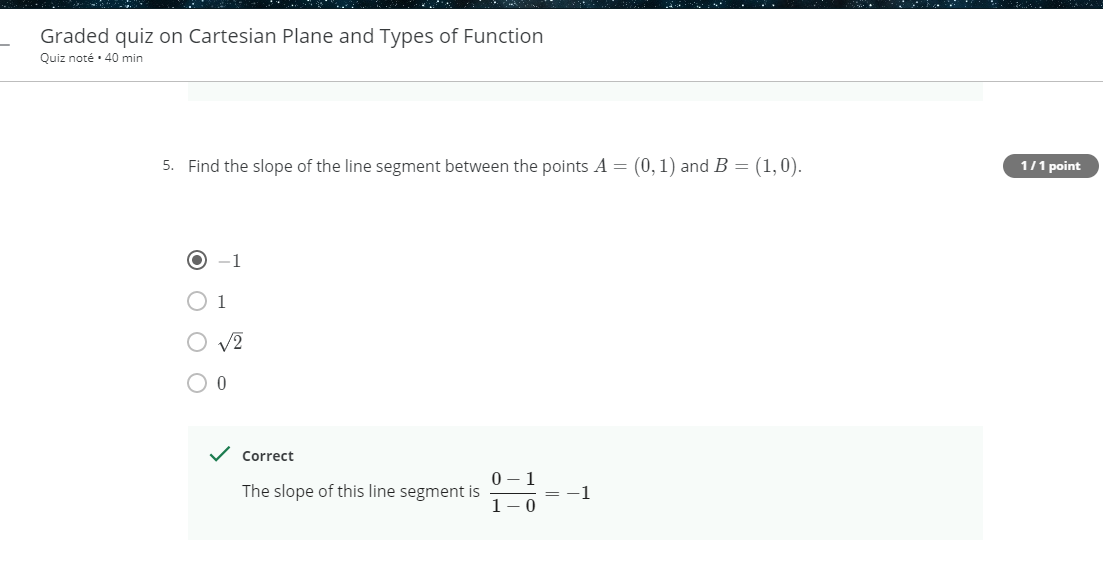 Graded quiz on Cartesian Plane and Types of Function
Quiz noté • 40 min
5. Find the slope of the line segment between the points A = (0, 1) and B = (1, 0).
1 / 1 point
−1
1
√2
0
Correct
The slope of this line segment is (0 − 1)/(1 − 0) = −1